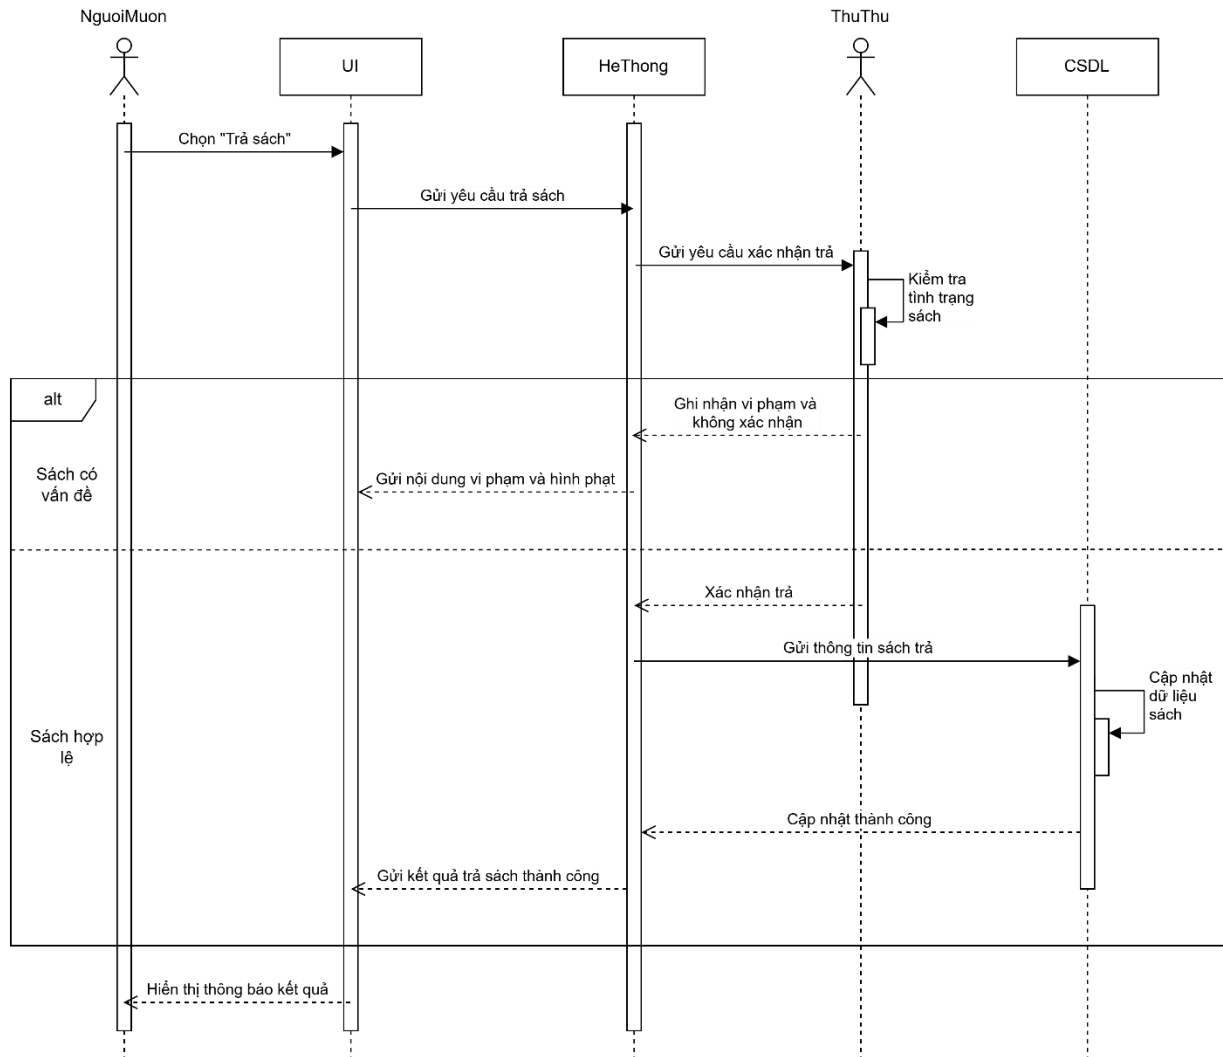 NguoiMuon
ThuThu
UI
HeThong
CSDL
Chọn "Trả sách"
Gửi yêu cầu trả sách
Gửi yêu cầu xác nhận trả
Kiểm tra
tình trạng
sách
alt
Ghi nhận vi phạm và
không xác nhận
Sách có
vấn đề
Gửi nội dung vi phạm và hình phạt
Xác nhận trả
Gửi thông tin sách trả
Cập nhật
dữ liệu
sách
Sách hợp
lệ
Cập nhật thành công
Gửi kết quả trả sách thành công
Hiển thị thông báo kết quả